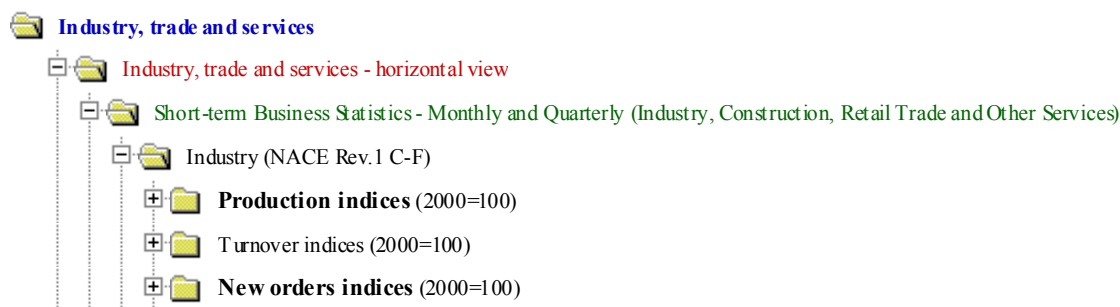 Industry, trade and services
Industry, trade and services - horizontal view
Short-term Business Statistics - Monthly and Quarterly (Industry, Construction, Retail Trade and Other Services)
Industry (NACE Rev.1 C-F)
Production indices (2000=100)
Turnover indices (2000=100)
New orders indices (2000=100)